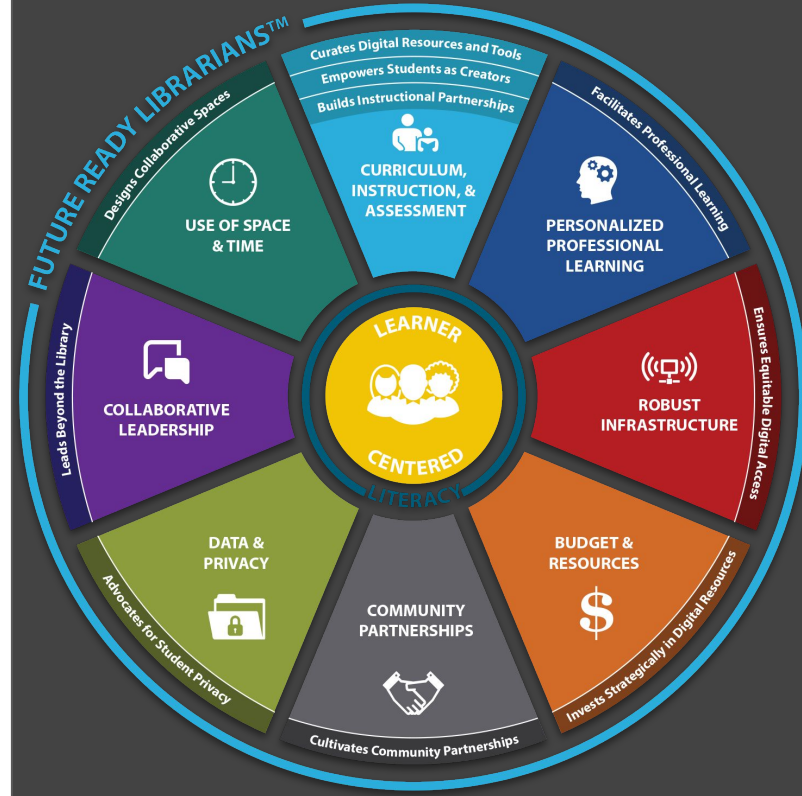 FUTURE READY LIBRARIANS™
Curates Digital Resources and Tools
Empowers Students as Creators
Builds Instructional Partnerships
CURRICULUM,
INSTRUCTION, &
ASSESSMENT
Facilitates Professional Learning
PERSONALIZED
PROFESSIONAL
LEARNING
Ensures Equitable Digital Access
ROBUST
INFRASTRUCTURE
Invests Strategically in Digital Resources
BUDGET &
RESOURCES
$
Cultivates Community Partnerships
COMMUNITY
PARTNERSHIPS
Advocates for Student Privacy
DATA &
PRIVACY
Leads Beyond the Library
COLLABORATIVE
LEADERSHIP
Designs Collaborative Spaces
USE OF SPACE
& TIME
LEARNER
CENTERED
LITERACY